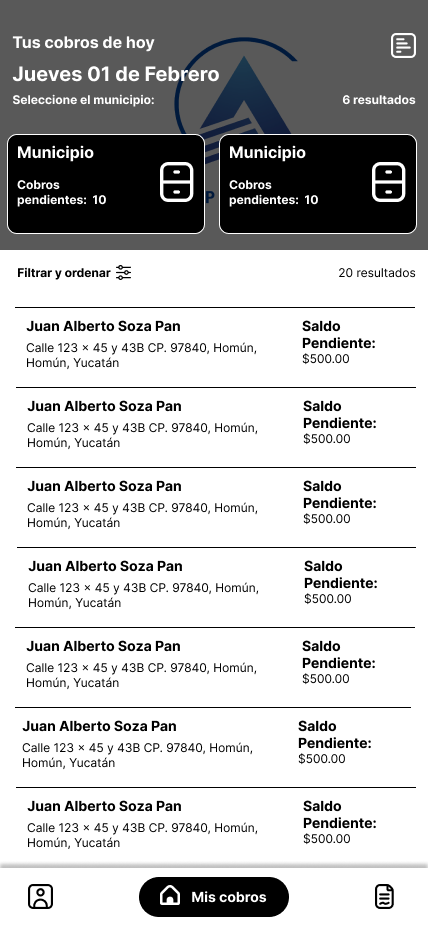 Tus cobros de hoy
Jueves 01 de Febrero
Seleccione el municipio:
6 resultados
Municipio
Cobros
pendientes: 10
Municipio
Cobros
pendientes: 10
P
Filtrar y ordenar
20 resultados
Juan Alberto Soza Pan
Calle 123 x 45 y 43B CP. 97840, Homún,
Homún, Yucatán
Saldo
Pendiente:
$500.00
Juan Alberto Soza Pan
Calle 123 x 45 y 43B CP. 97840, Homún,
Homún, Yucatán
Saldo
Pendiente:
$500.00
Juan Alberto Soza Pan
Calle 123 x 45 y 43B CP. 97840, Homún,
Homún, Yucatán
Saldo
Pendiente:
$500.00
Juan Alberto Soza Pan
Calle 123 x 45 y 43B CP. 97840, Homún,
Homún, Yucatán
Saldo
Pendiente:
$500.00
Juan Alberto Soza Pan
Calle 123 x 45 y 43B CP. 97840, Homún,
Homún, Yucatán
Saldo
Pendiente:
$500.00
Juan Alberto Soza Pan
Calle 123 x 45 y 43B CP. 97840, Homún,
Homún, Yucatán
Saldo
Pendiente:
$500.00
Juan Alberto Soza Pan
Calle 123 x 45 y 43B CP. 97840, Homún,
Homún, Yucatán
Saldo
Pendiente:
$500.00
Mis cobros